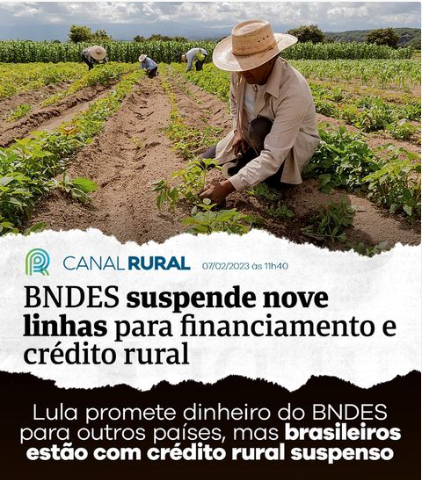 CANAL RURAL 07/02/2023 às 11h40
BNDES suspende nove
linhas para financiamento e
crédito rural
Lula promete dinheiro do BNDES
para outros países, mas brasileiros
estão com crédito rural suspenso